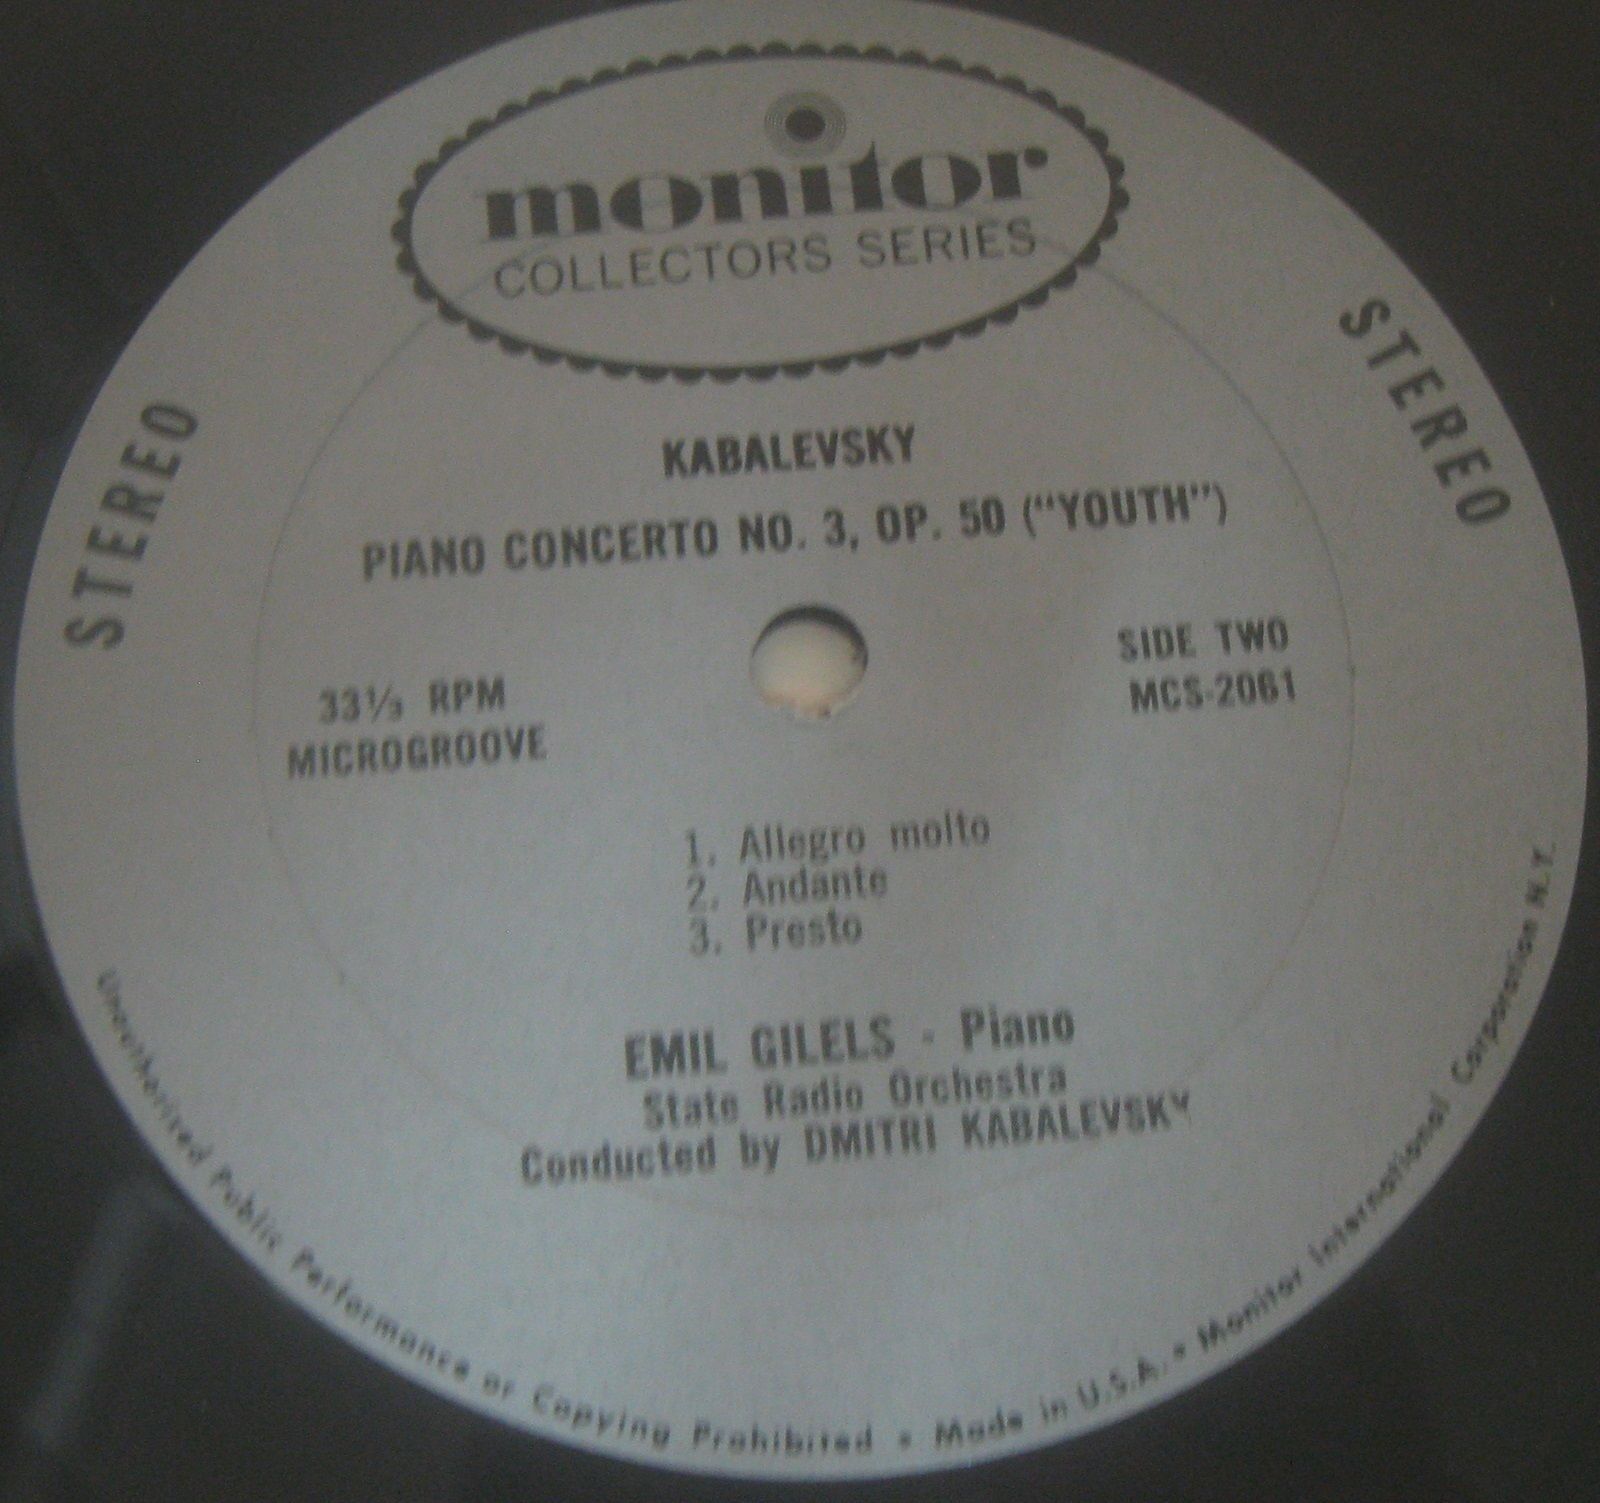 monitor
COLLECTORS SERIES
STEREO
STEREO
KABALEVSKY
PIANO CONCERTO NO. 3, OP. 50 ("YOUTH")
33⅓ RPM
MICROGROOVE
SIDE TWO
MCS-2061
1. Allegro molto
2. Andante
3. Presto
EMIL GILELS - Piano
State Radio Orchestra
Conducted by DMITRI KABALEVSKY
Unauthorized Public Performance or Copying Prohibited • Made in U.S.A. • Monitor International Corporation N.Y.